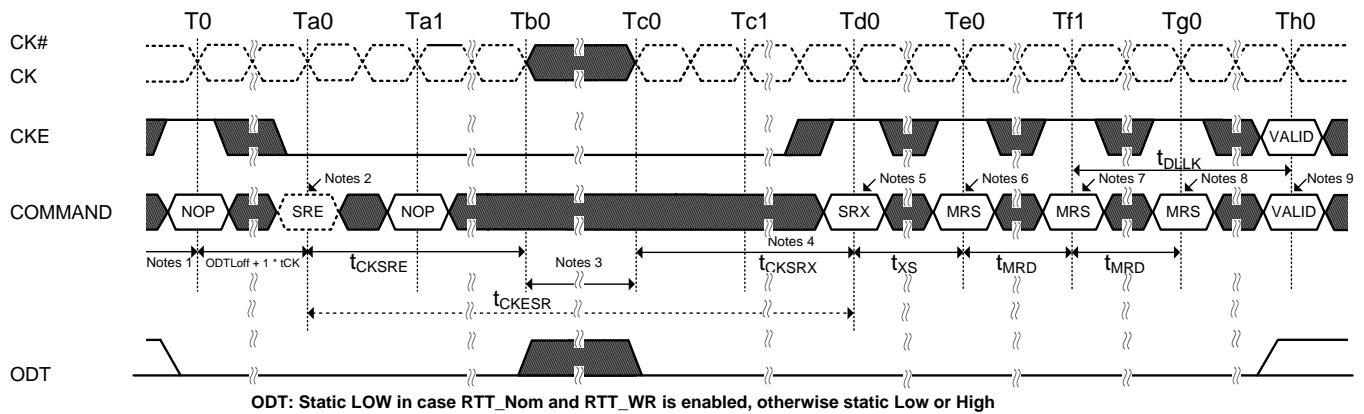 T0 Ta0 Ta1 Tb0 Tc0 Tc1 Td0 Te0 Tf1 Tg0 Th0
CK#
CK
CKE
VALID
tDLLK
Notes 2 Notes 5 Notes 6 Notes 7 Notes 8 Notes 9
COMMAND
NOP SRE NOP SRX MRS MRS MRS VALID
Notes 1 ODTLoff + 1 * tCK tCKSRE Notes 3 Notes 4 tCKSRX tXS tMRD tMRD
tCKESR
ODT
ODT: Static LOW in case RTT_Nom and RTT_WR is enabled, otherwise static Low or High